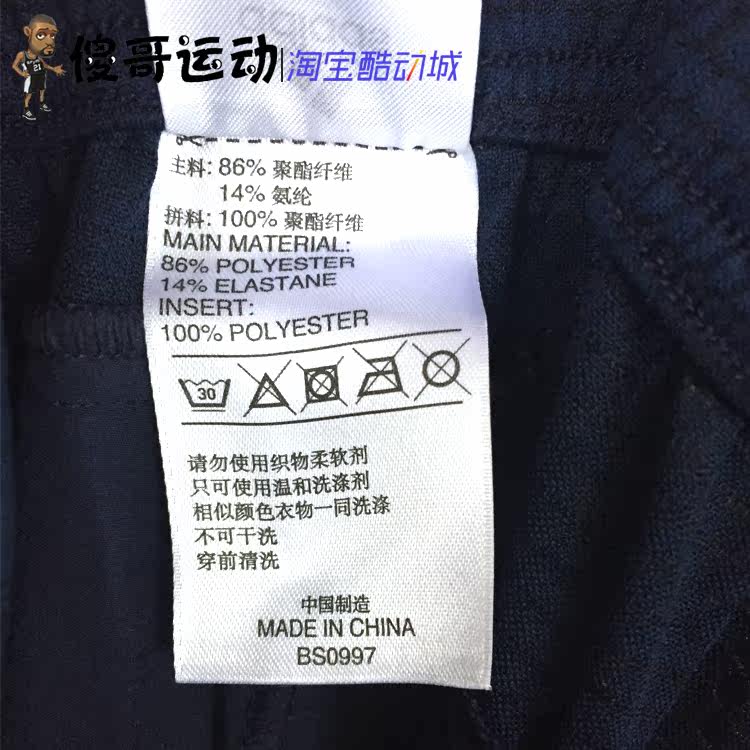 傻哥运动|淘宝酷动城
主料: 86% 聚酯纤维
14% 氨纶
拼料: 100% 聚酯纤维
MAIN MATERIAL:
86% POLYESTER
14% ELASTANE
INSERT:
100% POLYESTER
30
请勿使用织物柔软剂
只可使用温和洗涤剂
相似颜色衣物一同洗涤
不可干洗
穿前清洗
中国制造
MADE IN CHINA
BS0997